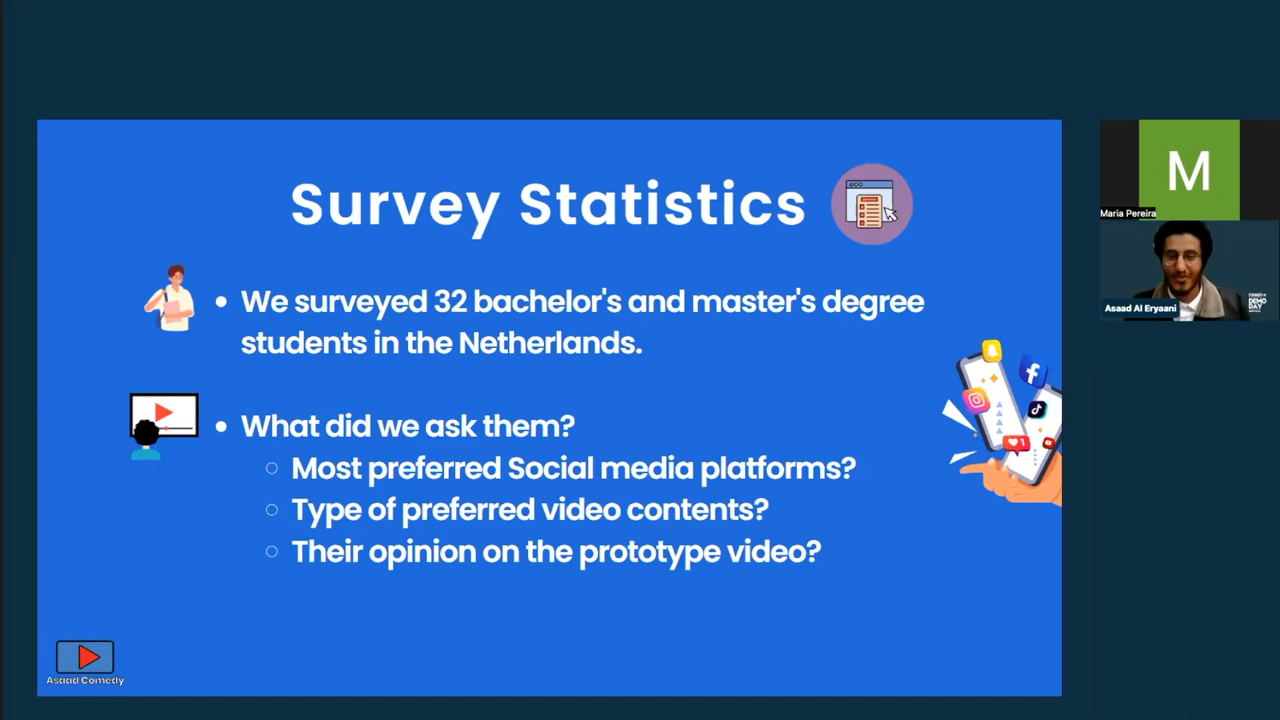 Survey Statistics
We surveyed 32 bachelor's and master's degree
students in the Netherlands.
What did we ask them?
Most preferred Social media platforms?
Type of preferred video contents?
Their opinion on the prototype video?
Asaad Comedy
M
Maria Pereira
Asaad Al Eryaani
DEMO
DAY
1